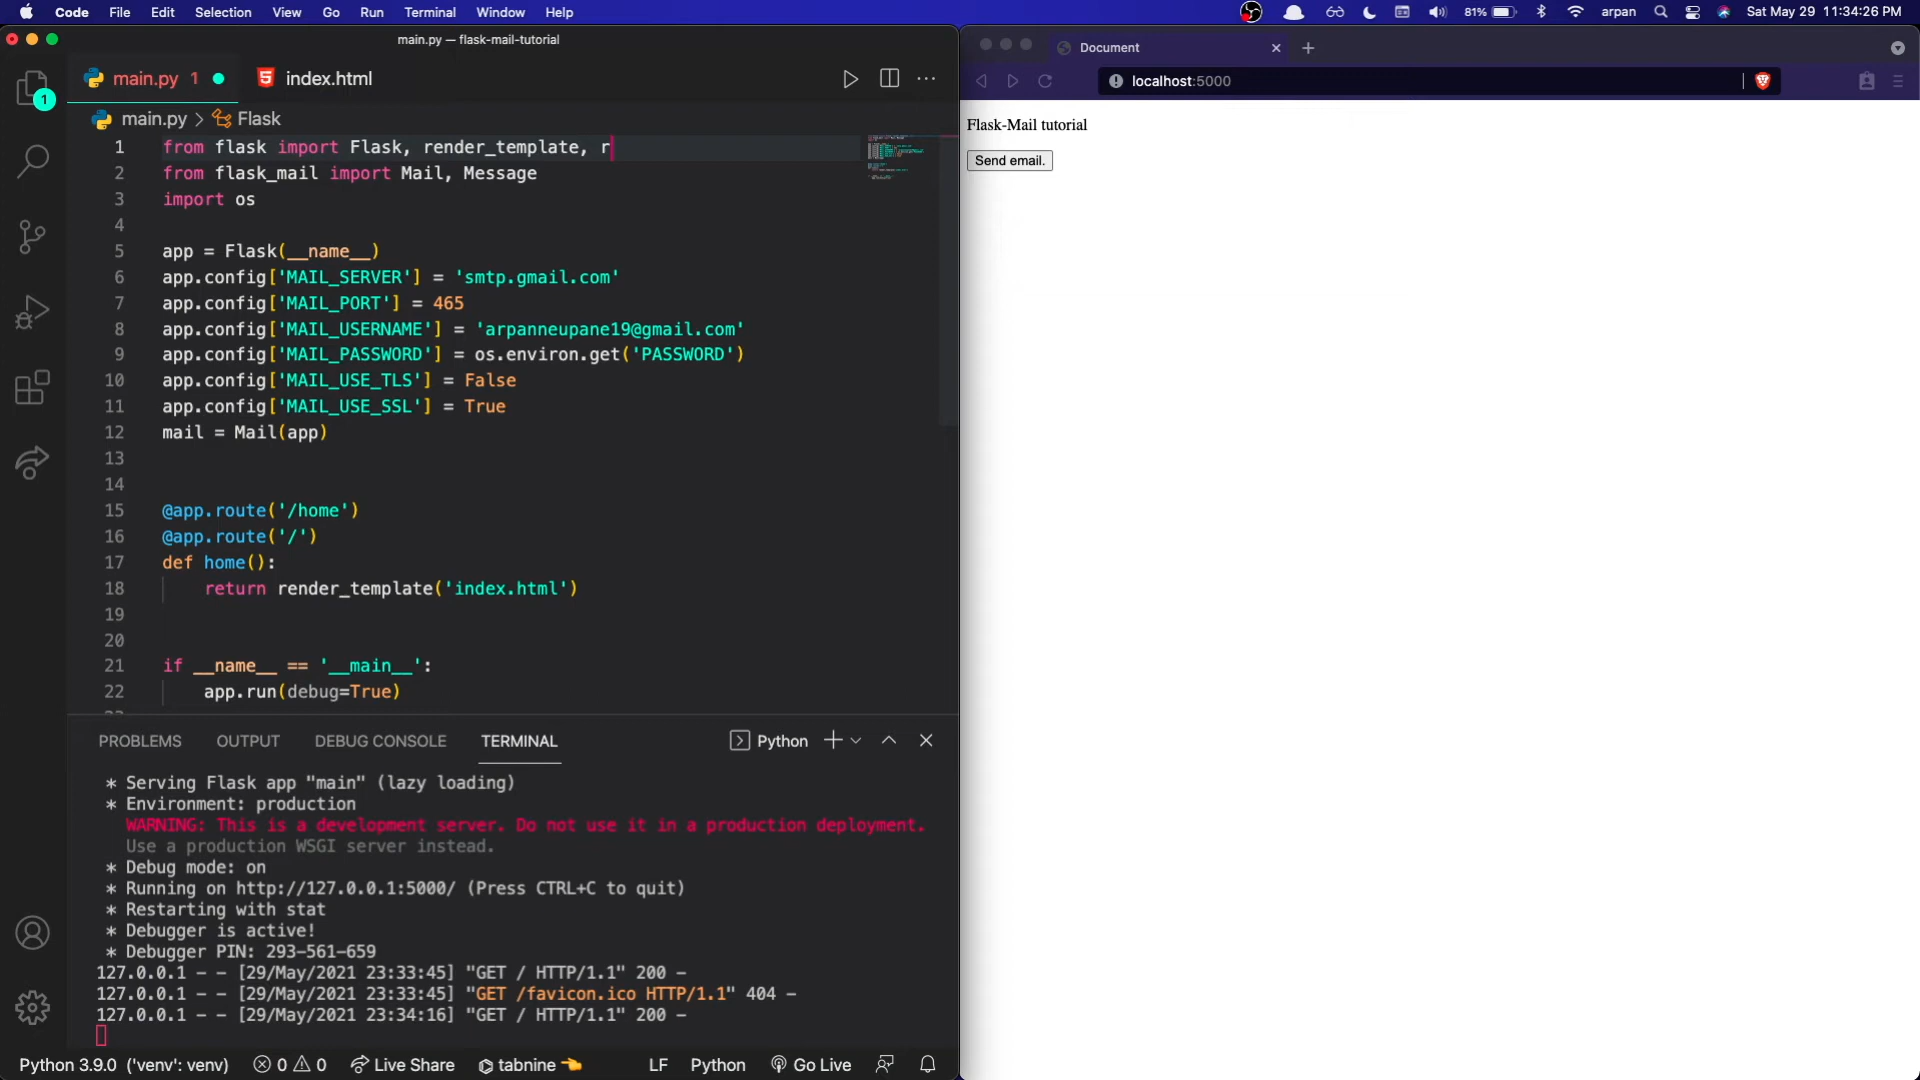 Code File Edit Selection View Go Run Terminal Window Help
81% arpan Sat May 29 11:34:26 PM
main.py — flask-mail-tutorial
main.py 1 index.html
main.py > Flask
1 from flask import Flask, render_template, r
2 from flask_mail import Mail, Message
3 import os
4
5 app = Flask(__name__)
6 app.config['MAIL_SERVER'] = 'smtp.gmail.com'
7 app.config['MAIL_PORT'] = 465
8 app.config['MAIL_USERNAME'] = 'arpanneupane19@gmail.com'
9 app.config['MAIL_PASSWORD'] = os.environ.get('PASSWORD')
10 app.config['MAIL_USE_TLS'] = False
11 app.config['MAIL_USE_SSL'] = True
12 mail = Mail(app)
13
14
15 @app.route('/home')
16 @app.route('/')
17 def home():
18 return render_template('index.html')
19
20
21 if __name__ == '__main__':
22 app.run(debug=True)
PROBLEMS OUTPUT DEBUG CONSOLE TERMINAL Python
* Serving Flask app "main" (lazy loading)
* Environment: production
WARNING: This is a development server. Do not use it in a production deployment.
Use a production WSGI server instead.
* Debug mode: on
* Running on http://127.0.0.1:5000/ (Press CTRL+C to quit)
* Restarting with stat
* Debugger is active!
* Debugger PIN: 293-561-659
127.0.0.1 - - [29/May/2021 23:33:45] "GET / HTTP/1.1" 200 -
127.0.0.1 - - [29/May/2021 23:33:45] "GET /favicon.ico HTTP/1.1" 404 -
127.0.0.1 - - [29/May/2021 23:34:16] "GET / HTTP/1.1" 200 -
Python 3.9.0 ('venv': venv) 0 0 Live Share tabnine LF Python Go Live
1
Document
localhost:5000
Flask-Mail tutorial
Send email.